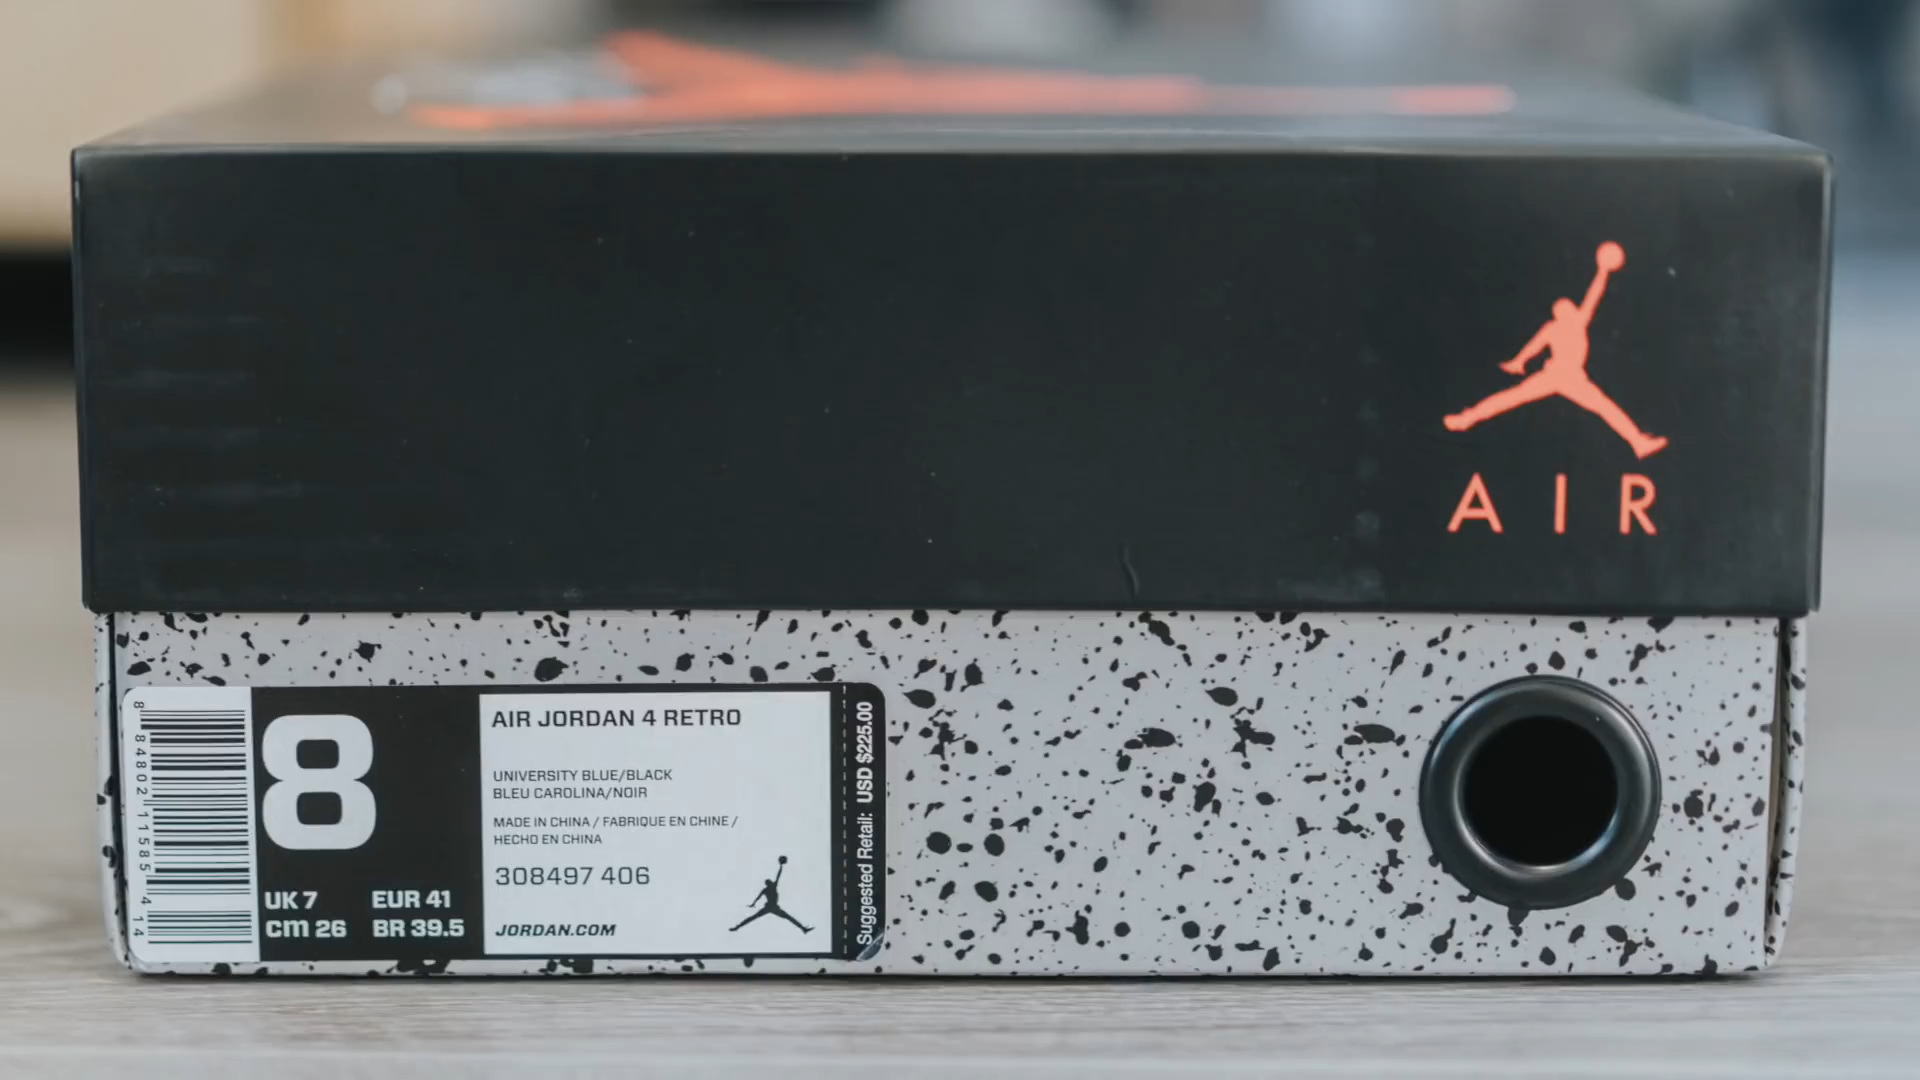 AIR
8 84802 11585 4 14
8
UK 7 EUR 41
cm 26 BR 39.5
AIR JORDAN 4 RETRO
UNIVERSITY BLUE/BLACK
BLEU CAROLINA/NOIR
MADE IN CHINA / FABRIQUE EN CHINE /
HECHO EN CHINA
308497 406
JORDAN.COM
Suggested Retail: USD $225.00